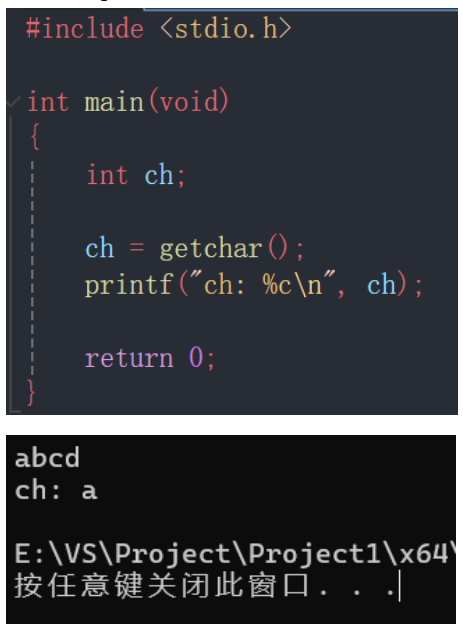 #include <stdio.h>
int main(void)
{
int ch;
ch = getchar();
printf("ch: %c\n", ch);
return 0;
}
abcd
ch: a
E:\VS\Project\Project1\x64\
按任意键关闭此窗口. . .